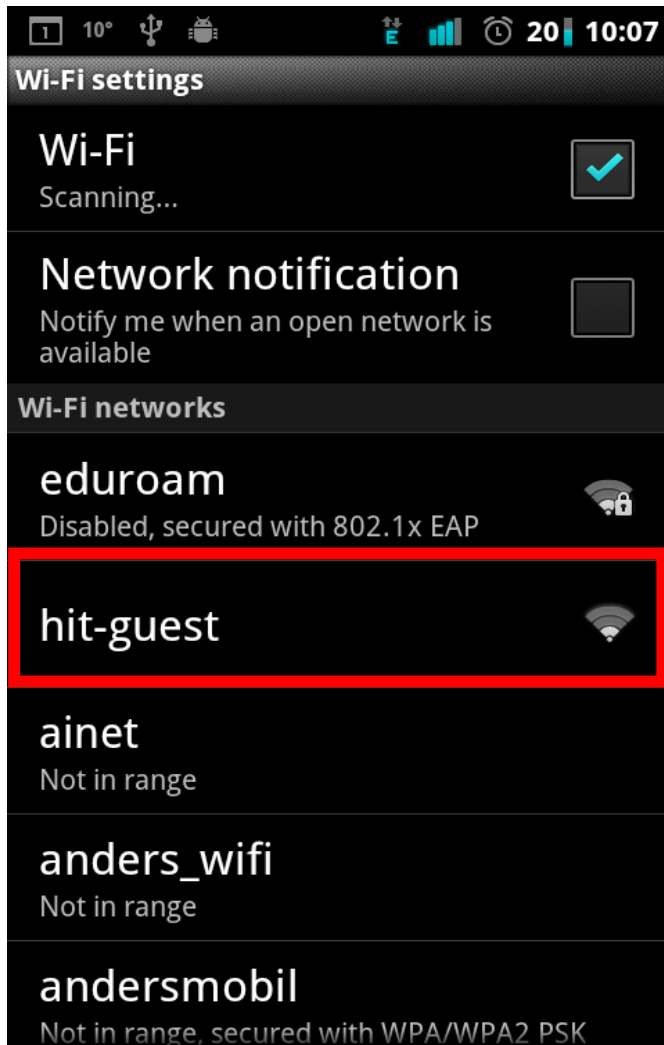 1 10° E 20 10:07
Wi-Fi settings
Wi-Fi
Scanning...
Network notification
Notify me when an open network is
available
Wi-Fi networks
eduroam
Disabled, secured with 802.1x EAP
hit-guest
ainet
Not in range
anders_wifi
Not in range
andersmobil
Not in range, secured with WPA/WPA2 PSK